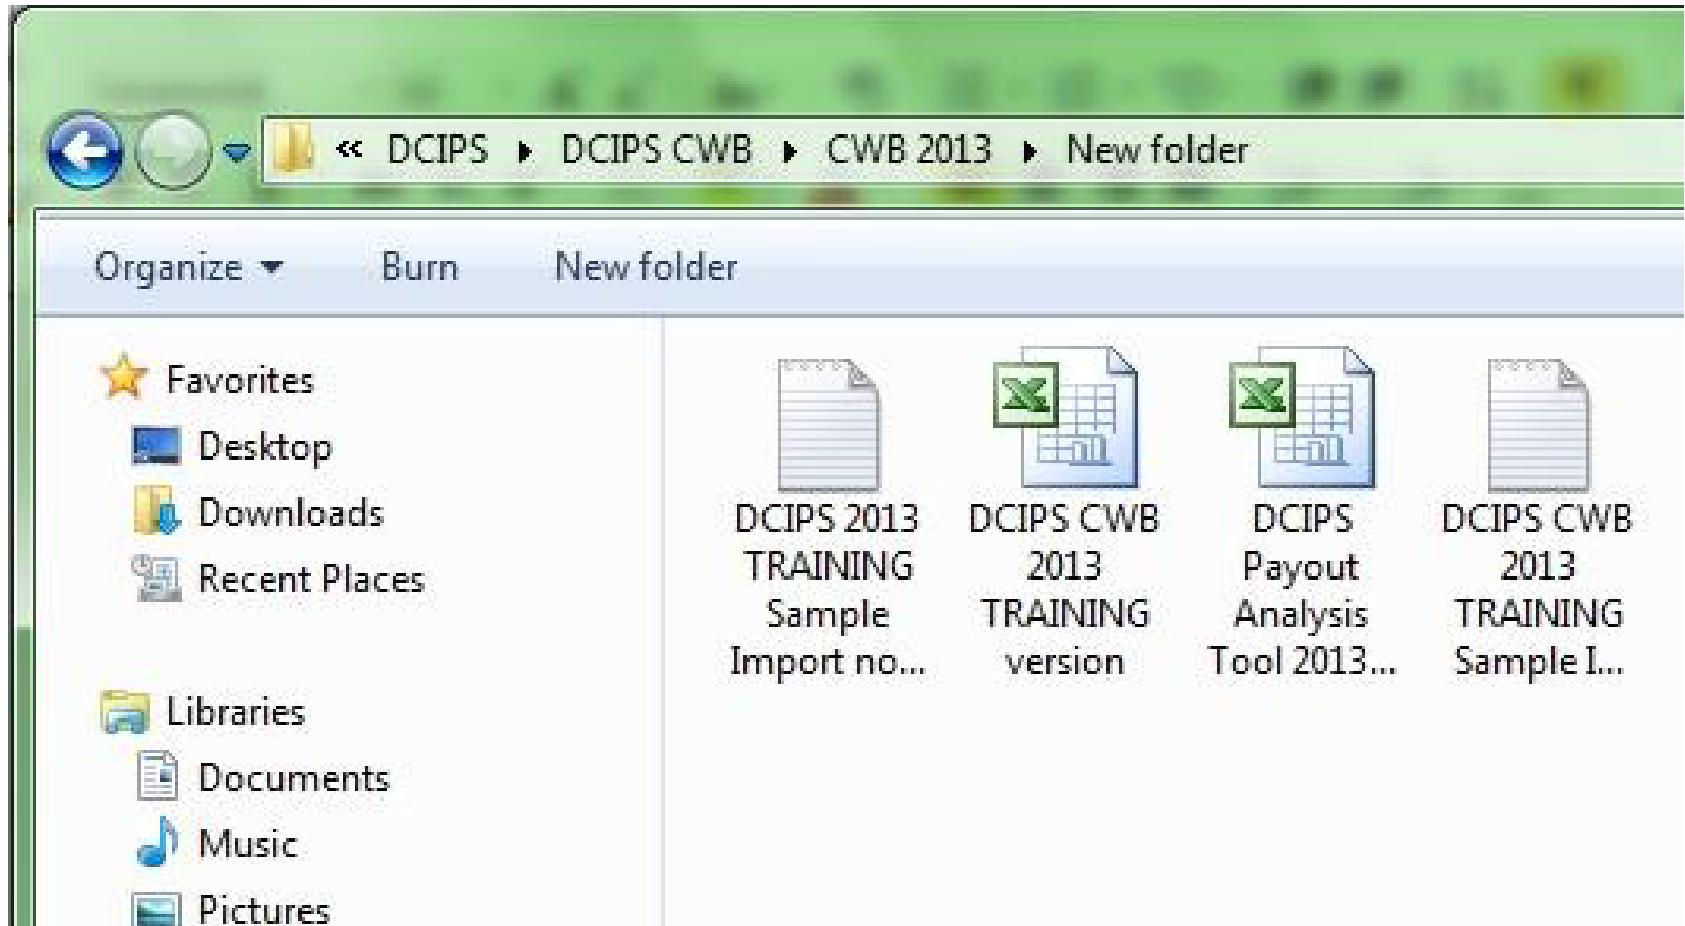 « DCIPS ▸ DCIPS CWB ▸ CWB 2013 ▸ New folder
Organize ▾ Burn New folder
Favorites
Desktop
Downloads
Recent Places
Libraries
Documents
Music
Pictures
DCIPS 2013
TRAINING
Sample
Import no...
DCIPS CWB
2013
TRAINING
version
DCIPS
Payout
Analysis
Tool 2013...
DCIPS CWB
2013
TRAINING
Sample I...